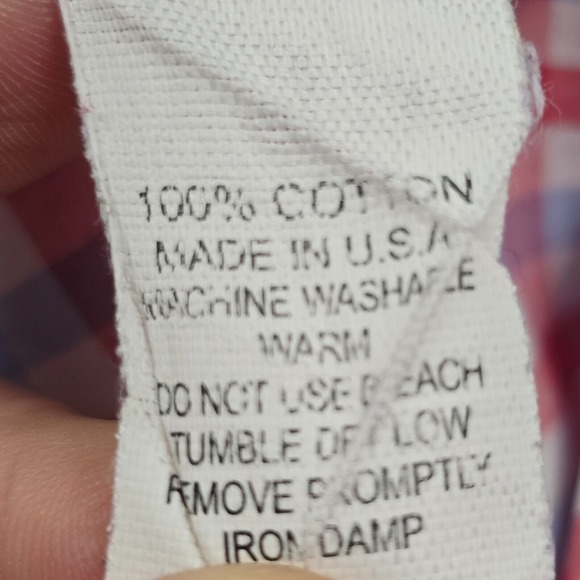 100% COTTON
MADE IN U.S.A
MACHINE WASHABLE
WARM
DO NOT USE BLEACH
TUMBLE DRY LOW
REMOVE PROMPTLY
IRON DAMP